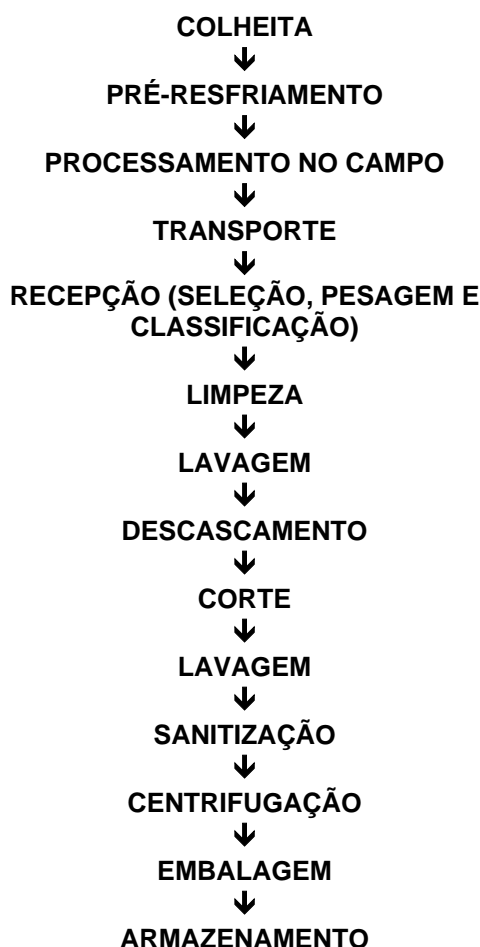 COLHEITA
PRÉ-RESFRIAMENTO
PROCESSAMENTO NO CAMPO
TRANSPORTE
RECEPÇÃO (SELEÇÃO, PESAGEM E
CLASSIFICAÇÃO)
LIMPEZA
LAVAGEM
DESCASCAMENTO
CORTE
LAVAGEM
SANITIZAÇÃO
CENTRIFUGAÇÃO
EMBALAGEM
ARMAZENAMENTO